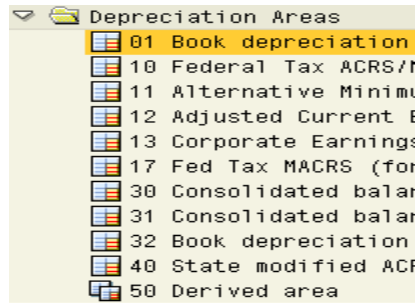 Depreciation Areas
01 Book depreciation
10 Federal Tax ACRS/
11 Alternative Minim
12 Adjusted Current
13 Corporate Earnings
17 Fed Tax MACRS (for
30 Consolidated balan
31 Consolidated balan
32 Book depreciation
40 State modified ACR
50 Derived area